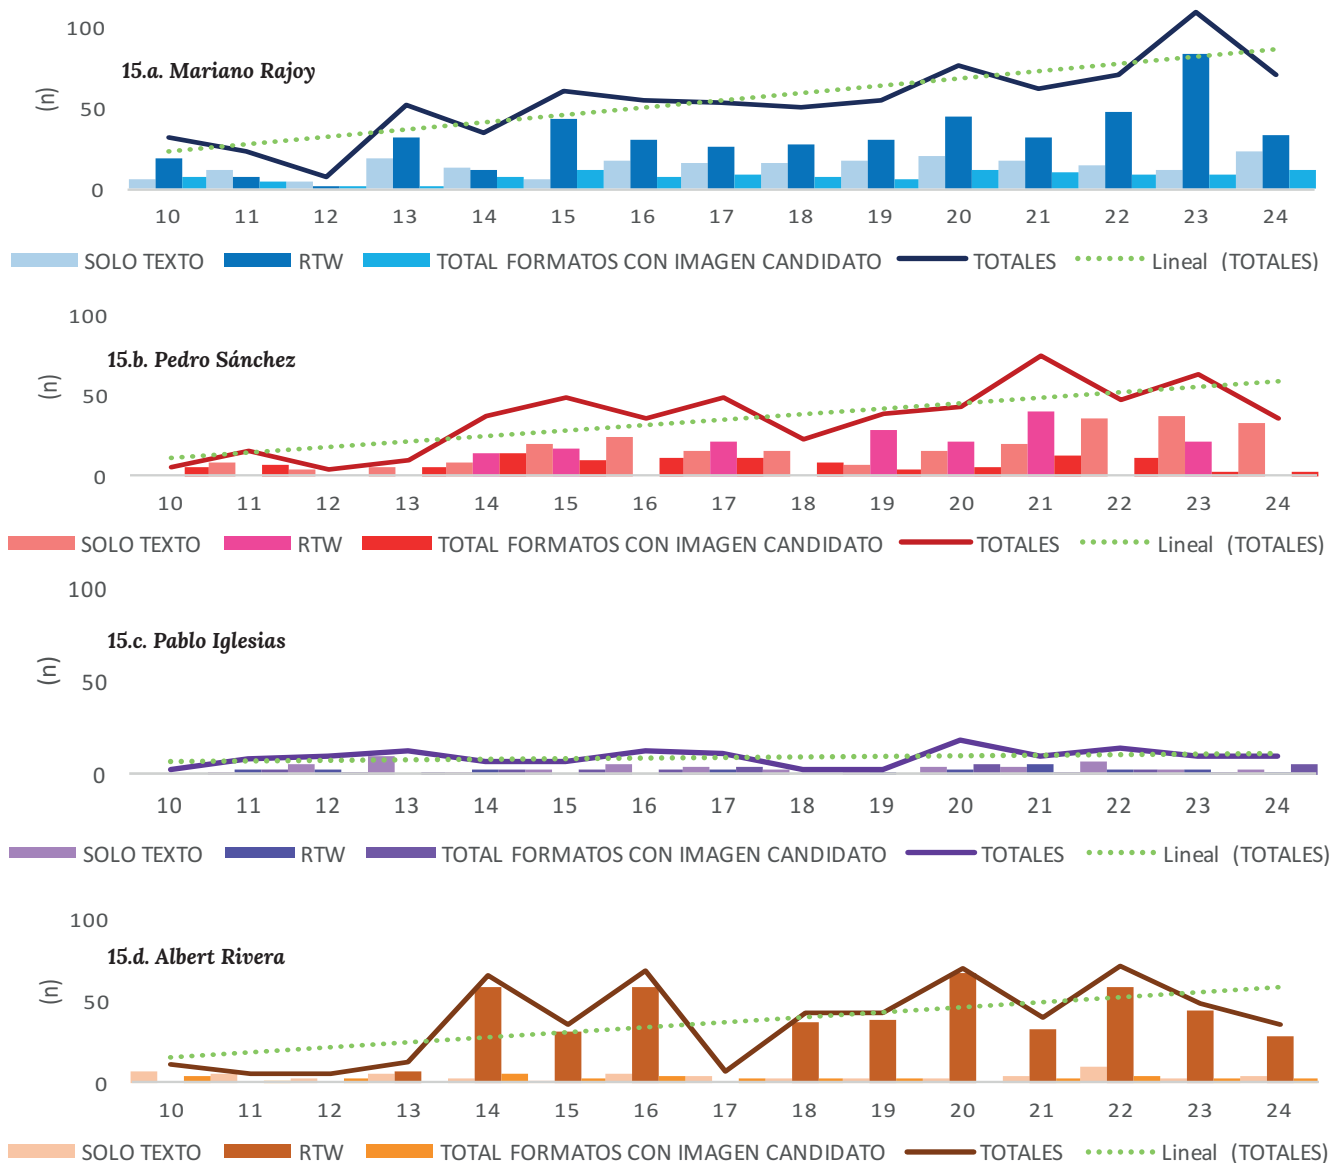 100
15.a. Mariano Rajoy
(n)
50
0
10 11 12 13 14 15 16 17 18 19 20 21 22 23 24
SOLO TEXTO RTW TOTAL FORMATOS CON IMAGEN CANDIDATO TOTALES Lineal (TOTALES)
100
15.b. Pedro Sánchez
(n)
50
0
10 11 12 13 14 15 16 17 18 19 20 21 22 23 24
SOLO TEXTO RTW TOTAL FORMATOS CON IMAGEN CANDIDATO TOTALES Lineal (TOTALES)
100
15.c. Pablo Iglesias
(n)
50
0
10 11 12 13 14 15 16 17 18 19 20 21 22 23 24
SOLO TEXTO RTW TOTAL FORMATOS CON IMAGEN CANDIDATO TOTALES Lineal (TOTALES)
100
15.d. Albert Rivera
(n)
50
0
10 11 12 13 14 15 16 17 18 19 20 21 22 23 24
SOLO TEXTO RTW TOTAL FORMATOS CON IMAGEN CANDIDATO TOTALES Lineal (TOTALES)